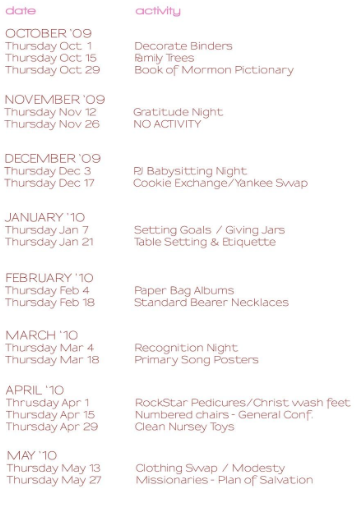 date activity
OCTOBER '09
Thursday Oct 1 Decorate Binders
Thursday Oct 15 Family Trees
Thursday Oct 29 Book of Mormon Pictionary
NOVEMBER '09
Thursday Nov 12 Gratitude Night
Thursday Nov 26 NO ACTIVITY
DECEMBER '09
Thursday Dec 3 PJ Babysitting Night
Thursday Dec 17 Cookie Exchange/Yankee Swap
JANUARY '10
Thursday Jan 7 Setting Goals / Giving Jars
Thursday Jan 21 Table Setting & Etiquette
FEBRUARY '10
Thursday Feb 4 Paper Bag Albums
Thursday Feb 18 Standard Bearer Necklaces
MARCH '10
Thursday Mar 4 Recognition Night
Thursday Mar 18 Primary Song Posters
APRIL '10
Thrusday Apr 1 RockStar Pedicures/Christ wash feet
Thursday Apr 15 Numbered chairs - General Conf.
Thursday Apr 29 Clean Nursey Toys
MAY '10
Thursday May 13 Clothing Swap / Modesty
Thursday May 27 Missionaries - Plan of Salvation